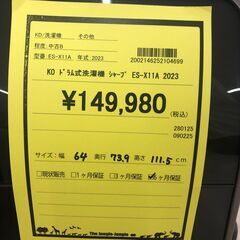 KD/洗濯機　その他
程度:中古B
型番:ES-X11A　年式:2023
2002146252104699
KO ﾄﾞﾗﾑ式洗濯機 ｼｬｰﾌﾟ ES-X11A 2023
¥149,980
(税込)
280125
090225
サイズ:幅 64 奥行 73.9 高さ 111.5 cm
□現状販売 □1ヶ月保証 □3ヶ月保証 ☑6ヶ月保証
The Jungle-Jungle